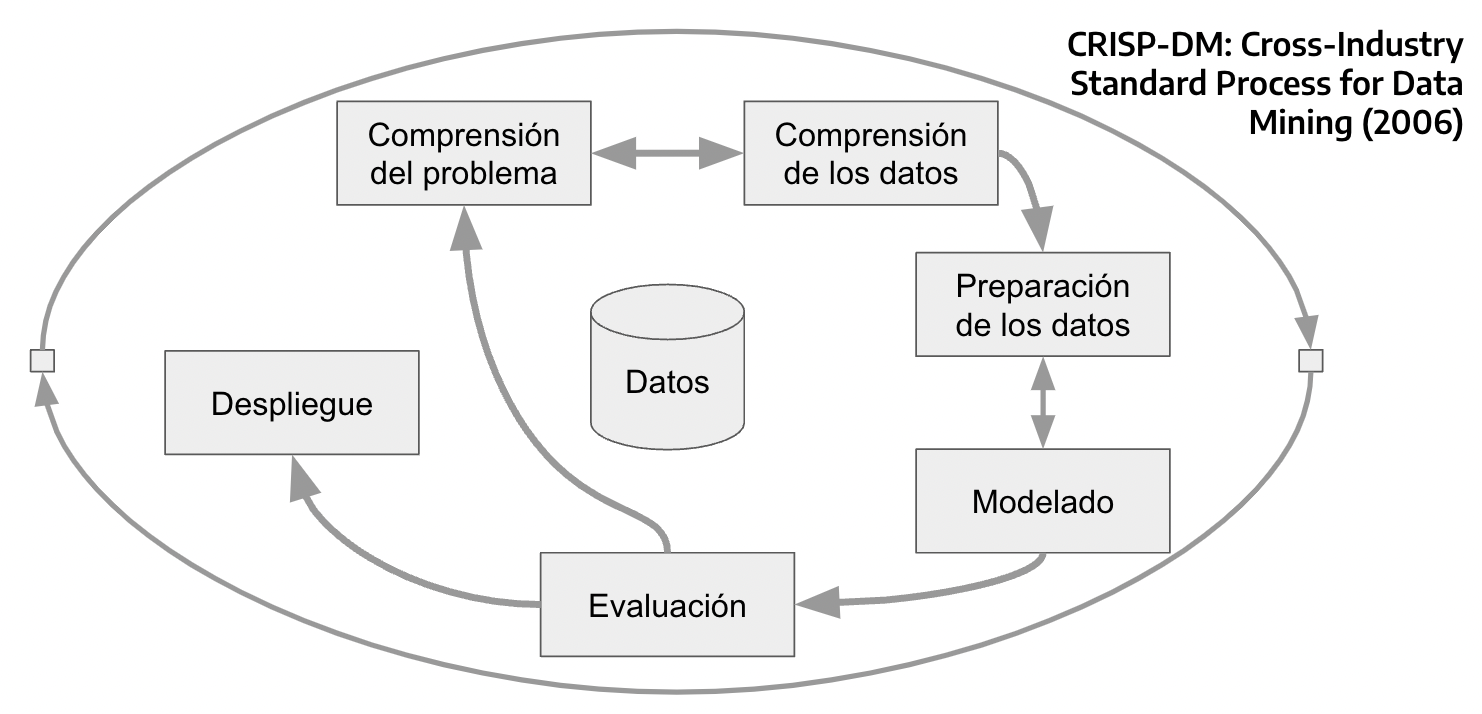 CRISP-DM: Cross-Industry
Standard Process for Data
Mining (2006)
Comprensión
del problema
Comprensión
de los datos
Preparación
de los datos
Datos
Despliegue
Modelado
Evaluación